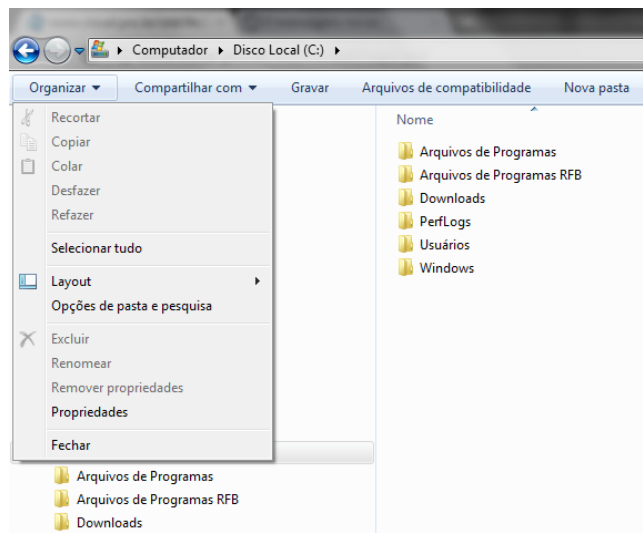 Computador Disco Local (C:)
Organizar Compartilhar com Gravar Arquivos de compatibilidade Nova pasta
Recortar
Copiar
Colar
Desfazer
Refazer
Selecionar tudo
Layout
Opções de pasta e pesquisa
Excluir
Renomear
Remover propriedades
Propriedades
Fechar
Arquivos de Programas
Arquivos de Programas RFB
Downloads
Nome
Arquivos de Programas
Arquivos de Programas RFB
Downloads
PerfLogs
Usuários
Windows